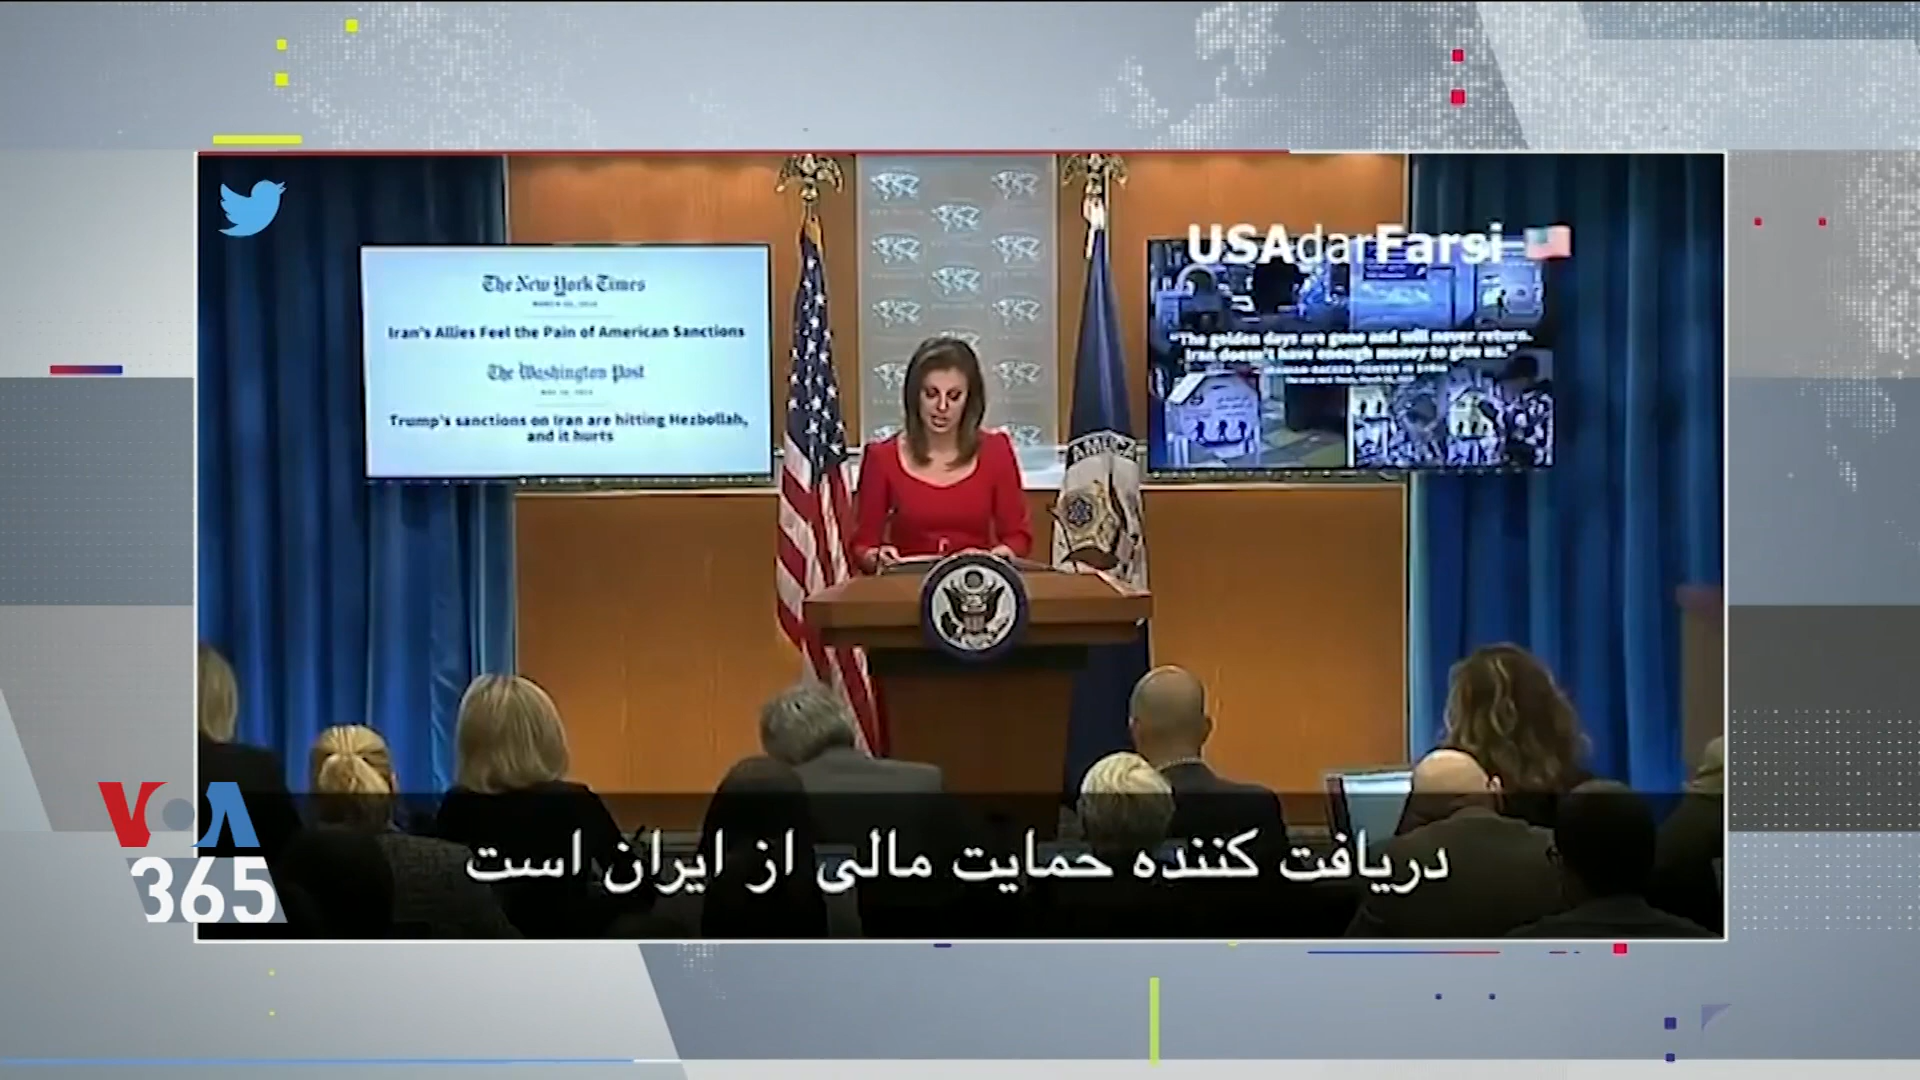 USAdarFarsi
The New York Times
Iran's Allies Feel the Pain of American Sanctions
The Washington Post
Trump's sanctions on Iran are hitting Hezbollah,
and it hurts
"The golden days are gone and will never return.
Iran doesn't have enough money to give us."
AMERICA
VOA
365
دریافت کننده حمایت مالی از ایران است